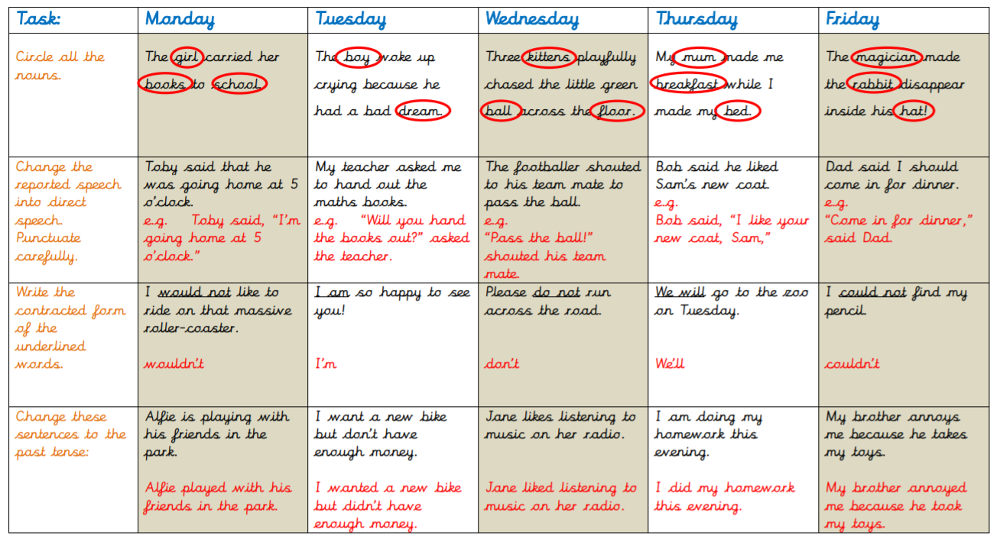 Task:
Monday
Tuesday
Wednesday
Thursday
Friday
Circle all the
nouns.
The girl carried her
books to school.
The boy woke up
crying because he
had a bad dream.
Three kittens playfully
chased the little green
ball across the floor.
My mum made me
breakfast while I
made my bed.
The magician made
the rabbit disappear
inside his hat!
Change the
reported speech
into direct
speech.
Punctuate
carefully.
Toby said that he
was going home at 5
o'clock.
e.g. Toby said, "I'm
going home at 5
o'clock."
My teacher asked me
to hand out the
maths books.
e.g. "Will you hand
the books out?" asked
the teacher.
The footballer shouted
to his team mate to
pass the ball.
e.g.
"Pass the ball!"
shouted his team
mate.
Bob said he liked
Sam's new coat.
e.g.
Bob said, "I like your
new coat, Sam,"
Dad said I should
come in for dinner.
e.g.
"Come in for dinner,"
said Dad.
Write the
contracted form
of the
underlined
words.
I would not like to
ride on that massive
roller-coaster.
wouldn't
I am so happy to see
you!
I'm
Please do not run
across the road.
don't
We will go to the zoo
on Tuesday.
We'll
I could not find my
pencil.
couldn't
Change these
sentences to the
past tense:
Alfie is playing with
his friends in the
park.
Alfie played with his
friends in the park.
I want a new bike
but don't have
enough money.
I wanted a new bike
but didn't have
enough money.
Jane likes listening to
music on her radio.
Jane liked listening to
music on her radio.
I am doing my
homework this
evening.
I did my homework
this evening.
My brother annoys
me because he takes
my toys.
My brother annoyed
me because he took
my toys.